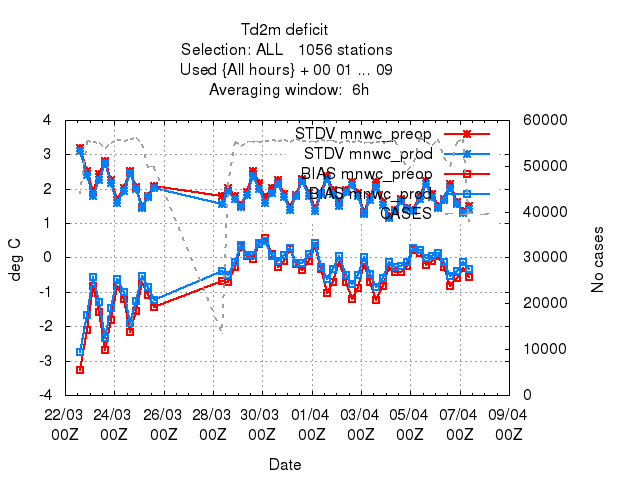 Td2m deficit
Selection: ALL   1056 stations
Used {All hours} + 00 01 ... 09
Averaging window:  6h
STDV mnwc_preop
STDV mnwc_prod
BIAS mnwc_preop
BIAS mnwc_prod
CASES
deg C
4
3
2
1
0
-1
-2
-3
-4
No cases
60000
50000
40000
30000
20000
10000
0
22/03 24/03 26/03 28/03 30/03 01/04 03/04 05/04 07/04 09/04
00Z 00Z 00Z 00Z 00Z 00Z 00Z 00Z 00Z 00Z
Date